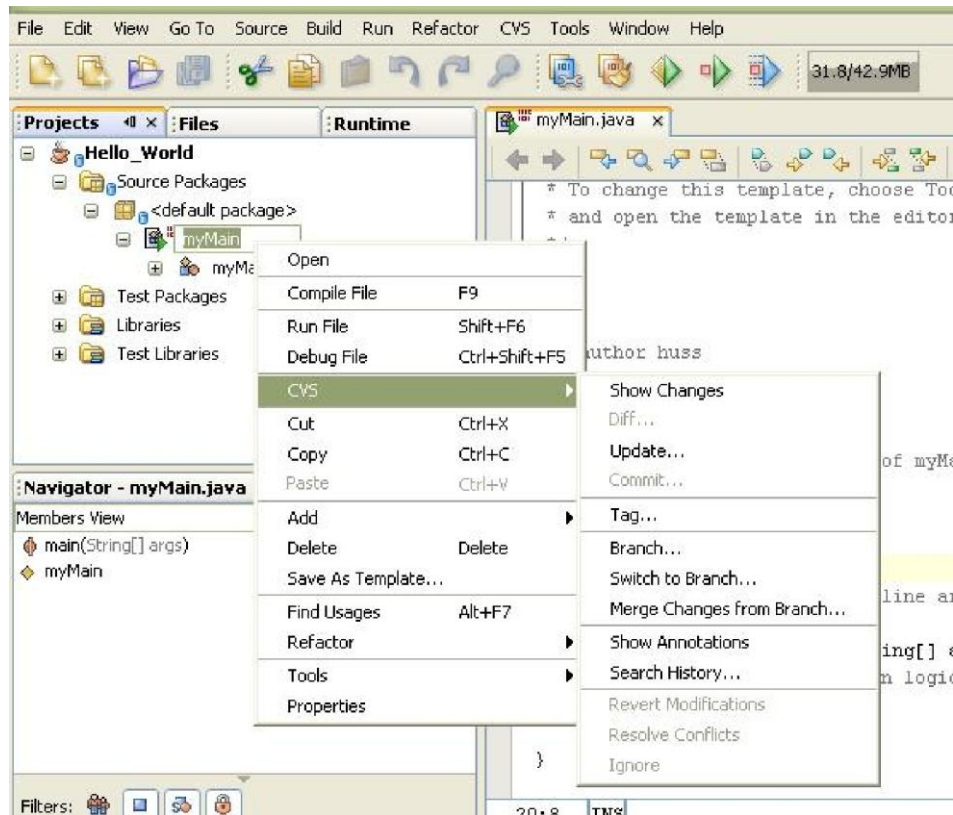 File Edit View Go To Source Build Run Refactor CVS Tools Window Help
31.8/42.9MB
Projects Files Runtime
Hello_World
Source Packages
<default package>
myMain
myMa
Test Packages
Libraries
Test Libraries
Navigator - myMain.java
Members View
main(String[] args)
myMain
Filters:
myMain.java
* To change this template, choose Too
* and open the template in the editor
uthor huss
of myMa
line ar
ing[] a
n logic
}
20:8 INS
Open
Compile File F9
Run File Shift+F6
Debug File Ctrl+Shift+F5
CVS
Cut Ctrl+X
Copy Ctrl+C
Paste Ctrl+V
Add
Delete Delete
Save As Template...
Find Usages Alt+F7
Refactor
Tools
Properties
Show Changes
Diff...
Update...
Commit...
Tag...
Branch...
Switch to Branch...
Merge Changes from Branch...
Show Annotations
Search History...
Revert Modifications
Resolve Conflicts
Ignore